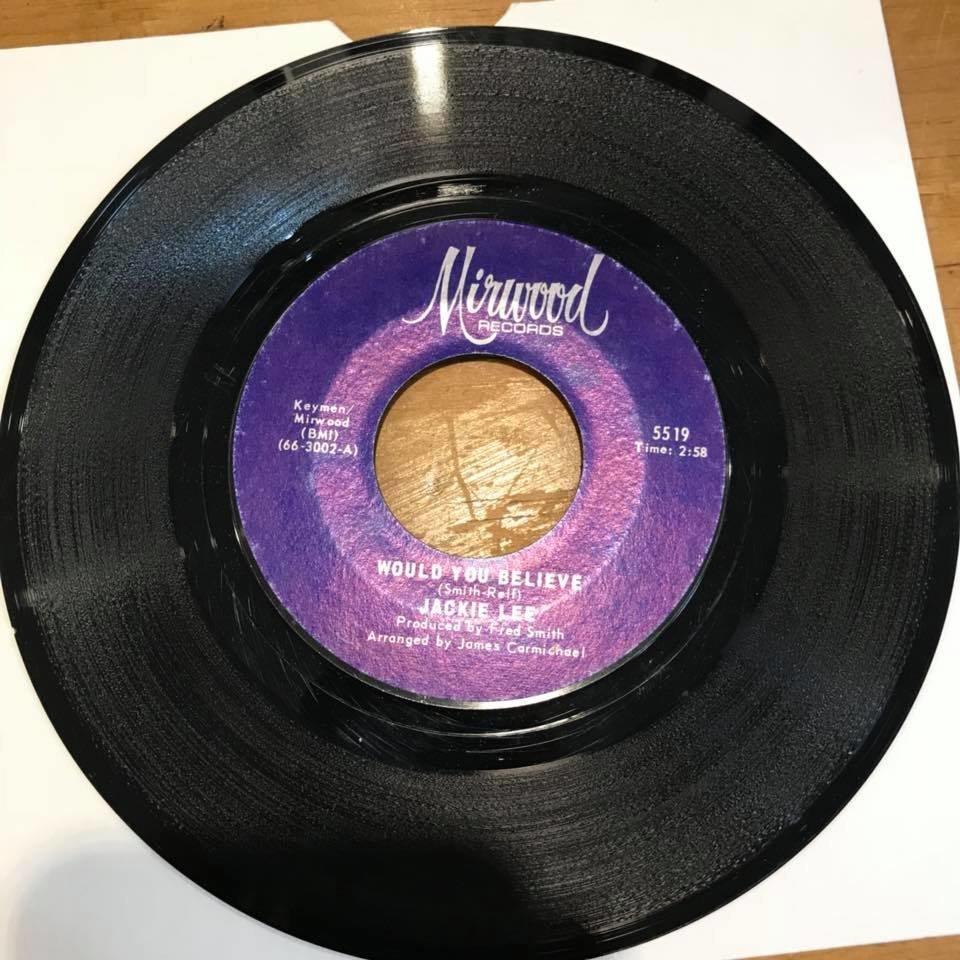 Mirwood
RECORDS
Keymen/
Mirwood
(BMI)
(66-3002-A)
5519
Time: 2:58
WOULD YOU BELIEVE
(Smith-Relf)
JACKIE LEE
Produced by Fred Smith
Arranged by James Carmichael